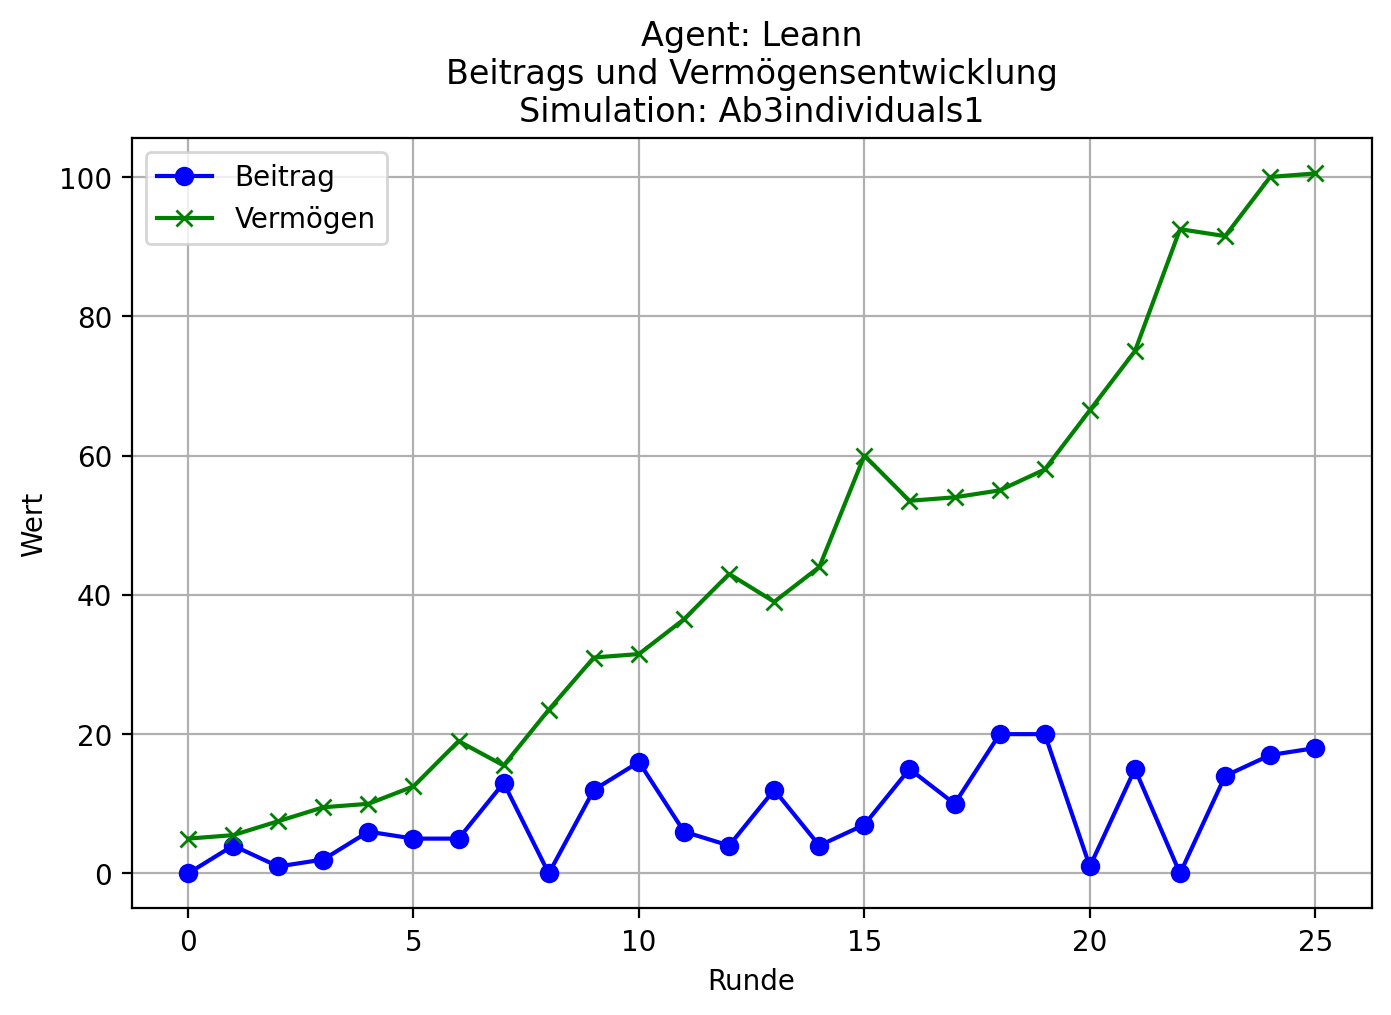 Agent: Leann
Beitrags und Vermögensentwicklung
Simulation: Ab3individuals1
Beitrag
Vermögen
100
80
60
40
20
0
Wert
0 5 10 15 20 25
Runde